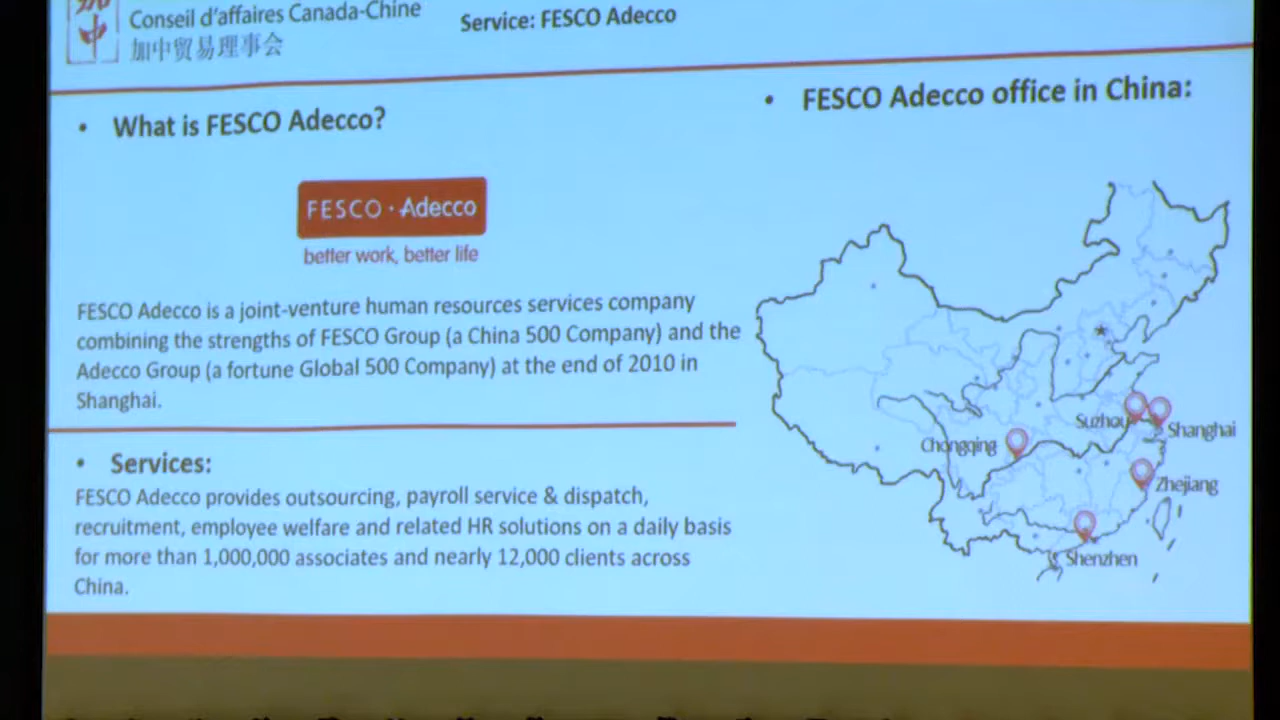 Conseil d'affaires Canada-Chine
加中贸易理事会
Service: FESCO Adecco
• What is FESCO Adecco?
FESCO · Adecco
better work, better life
FESCO Adecco is a joint-venture human resources services company
combining the strengths of FESCO Group (a China 500 Company) and the
Adecco Group (a fortune Global 500 Company) at the end of 2010 in
Shanghai.
• Services:
FESCO Adecco provides outsourcing, payroll service & dispatch,
recruitment, employee welfare and related HR solutions on a daily basis
for more than 1,000,000 associates and nearly 12,000 clients across
China.
• FESCO Adecco office in China:
Suzhou
Shanghai
Chongqing
Zhejiang
Shenzhen